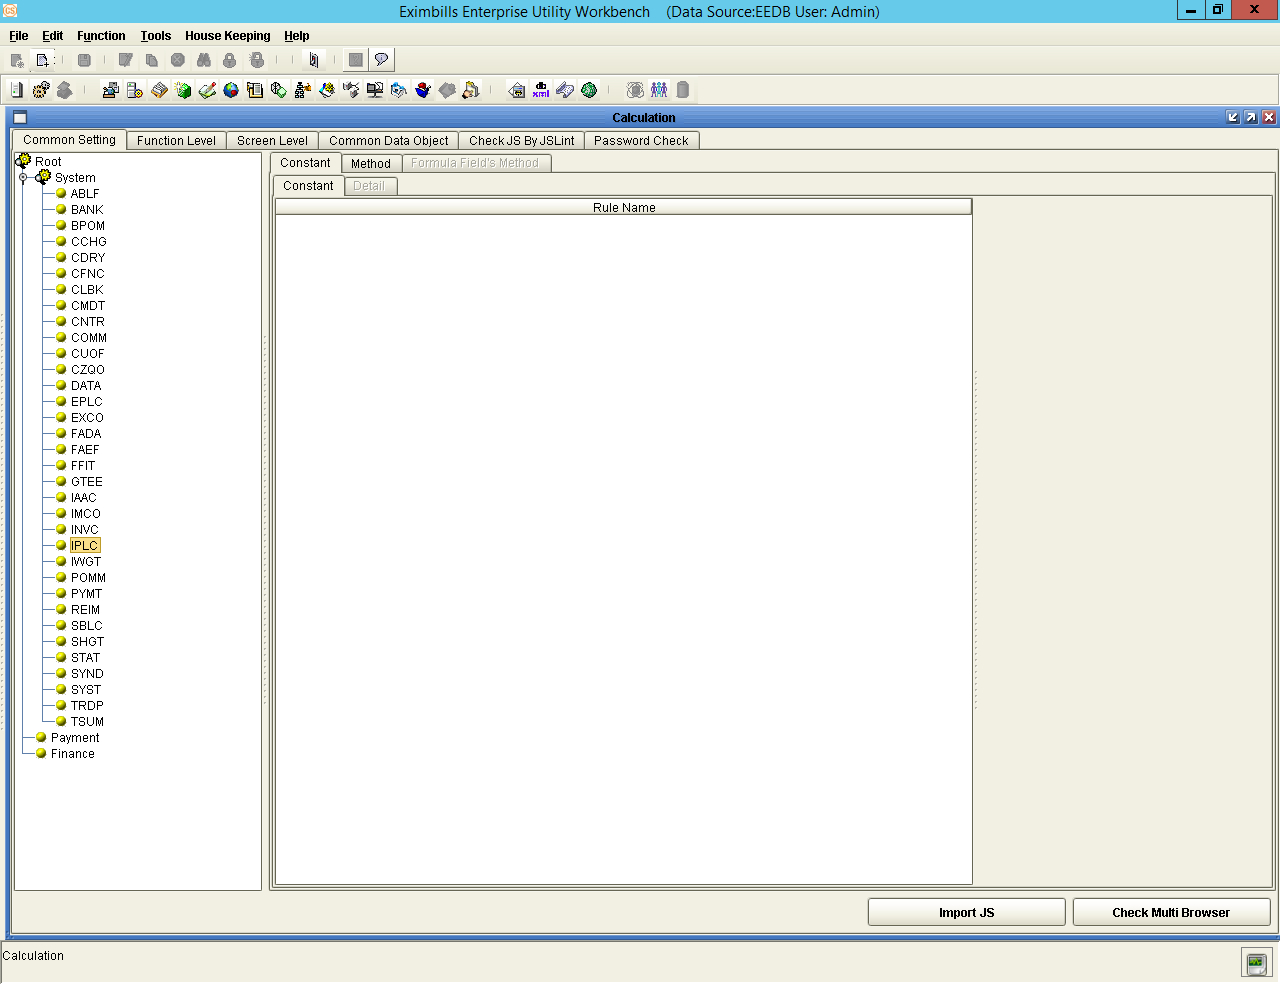 Eximbills Enterprise Utility Workbench (Data Source:EEDB User: Admin)
File Edit Function Tools House Keeping Help
Calculation
Common Setting Function Level Screen Level Common Data Object Check JS By JSLint Password Check
Root
System
ABLF
BANK
BPOM
CCHG
CDRY
CFNC
CLBK
CMDT
CNTR
COMM
CUOF
CZQO
DATA
EPLC
EXCO
FADA
FAEF
FFIT
GTEE
IAAC
IMCO
INVC
IPLC
IWGT
POMM
PYMT
REIM
SBLC
SHGT
STAT
SYND
SYST
TRDP
TSUM
Payment
Finance
Constant Method Formula Field's Method
Constant Detail
Rule Name
Import JS Check Multi Browser
Calculation